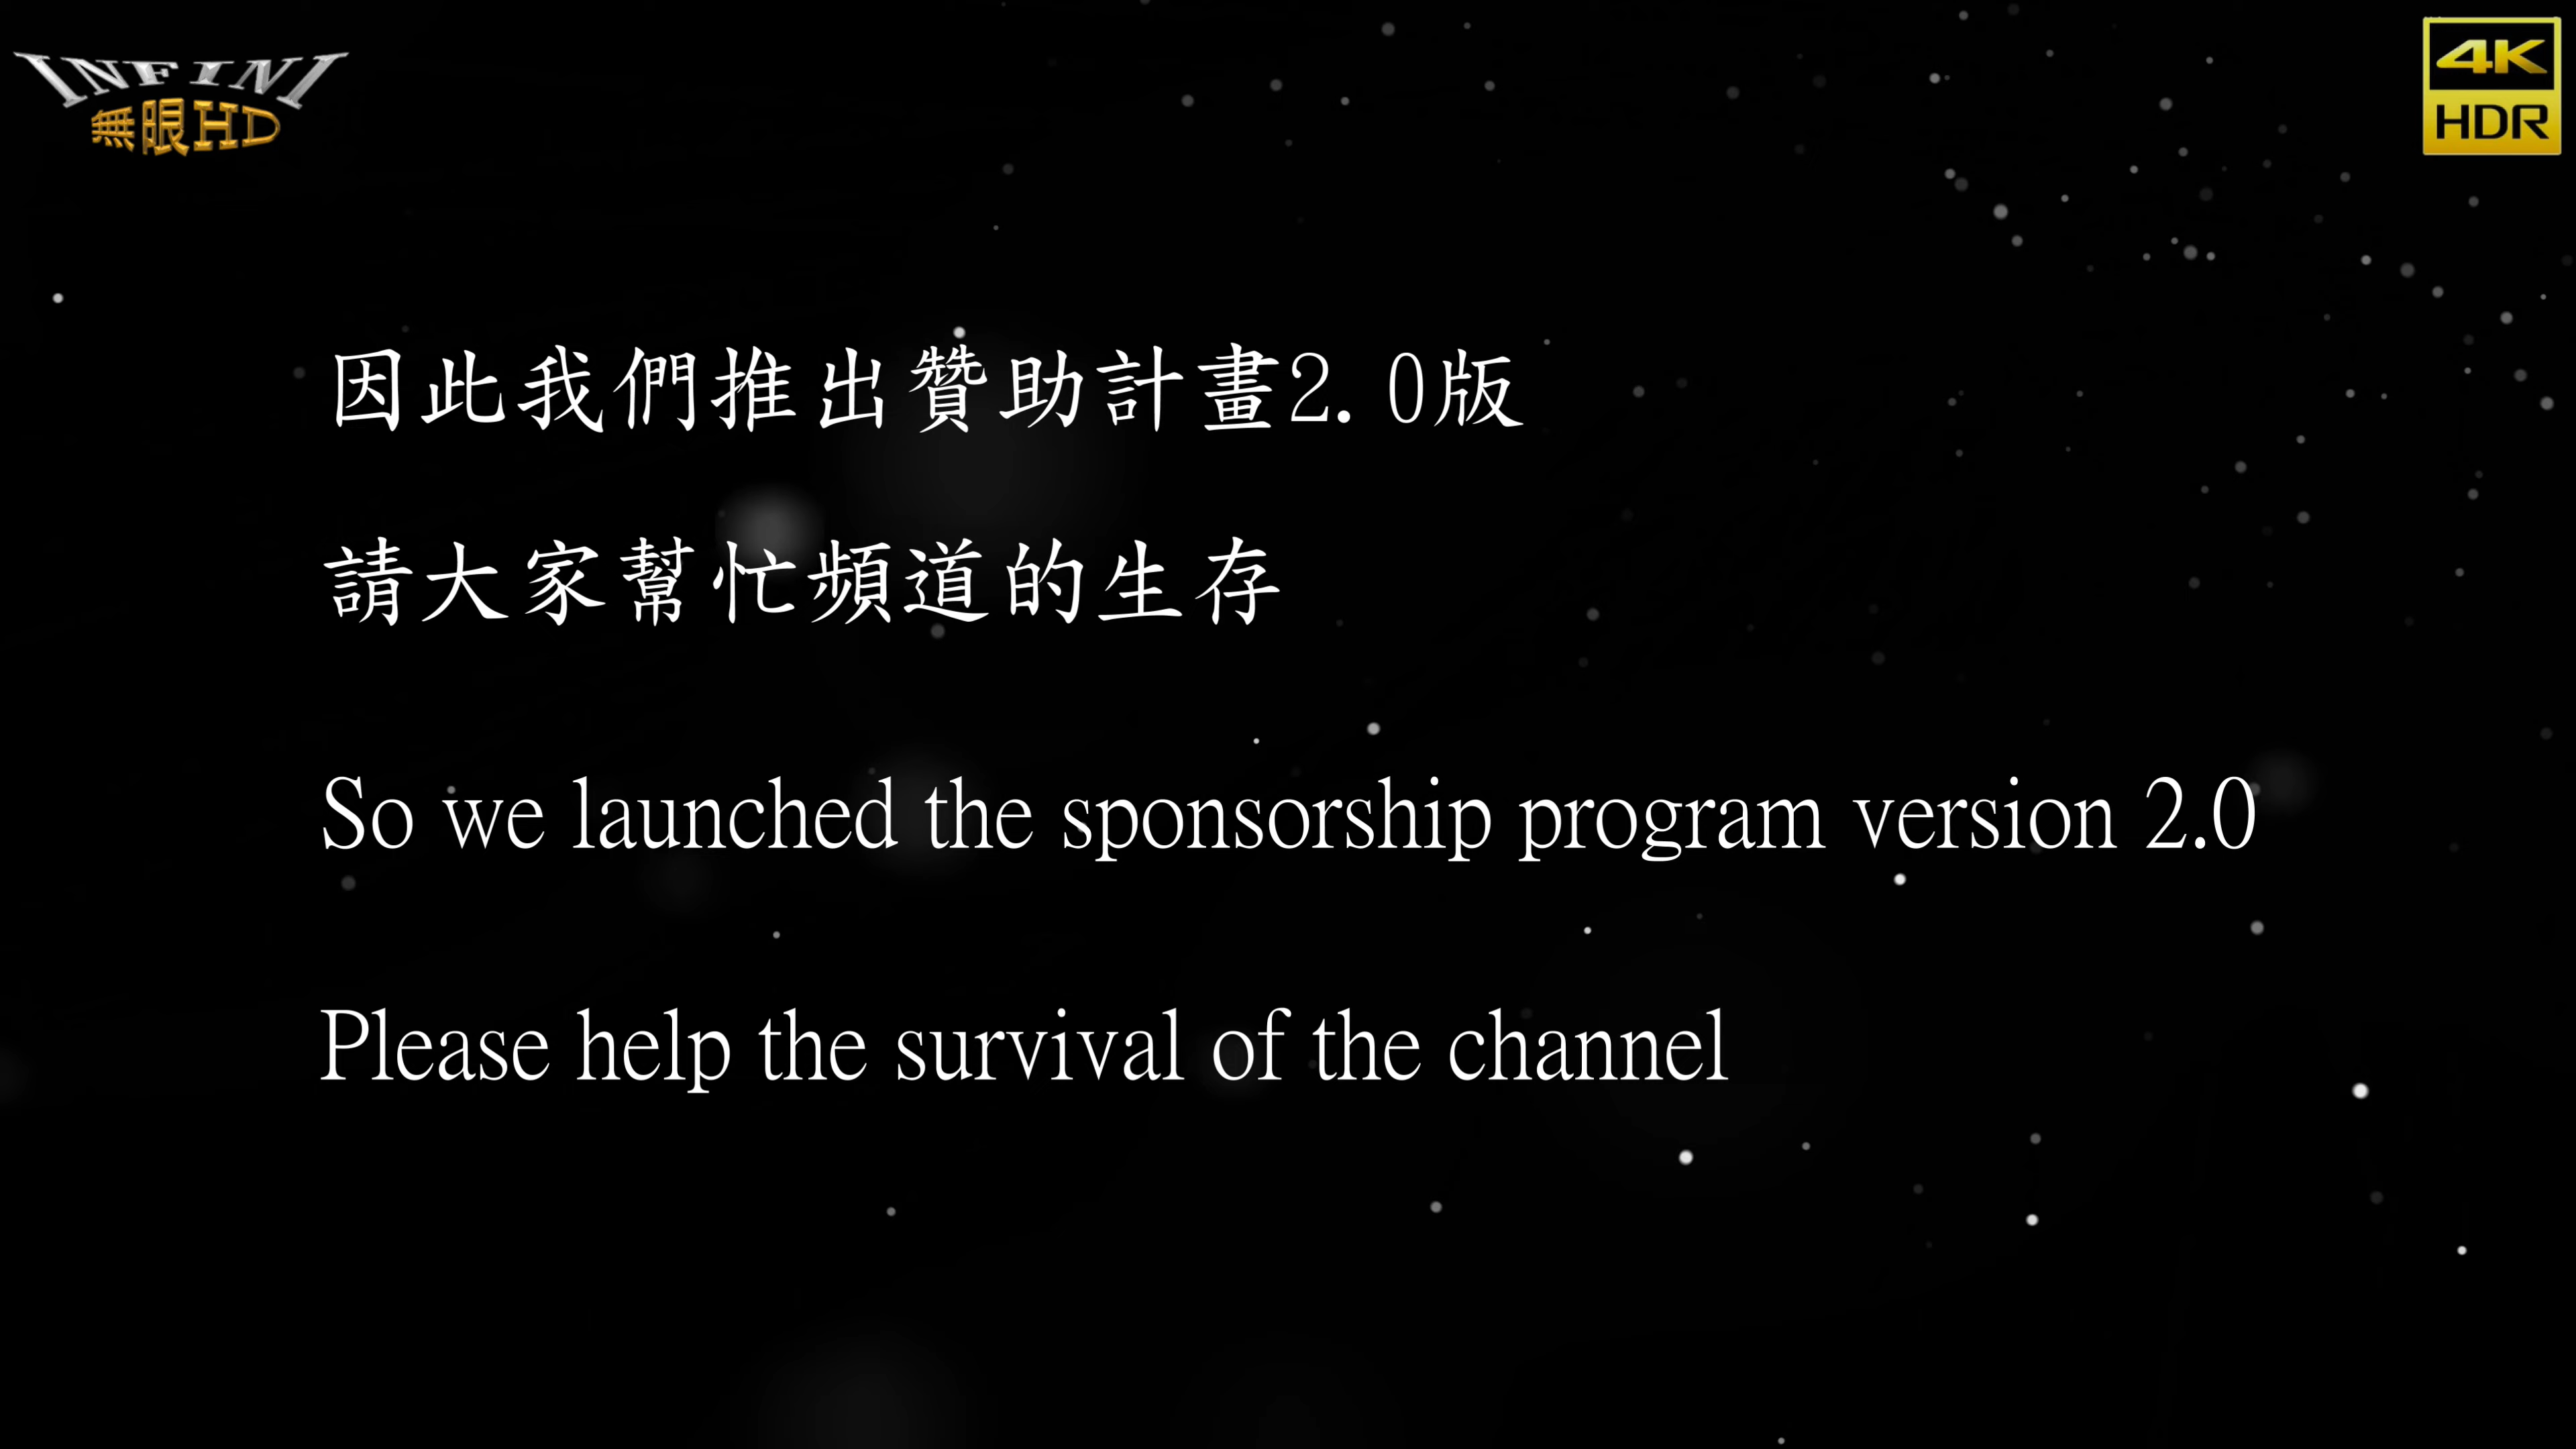 INFINI
無限HD
4K
HDR
因此我們推出贊助計畫2.0版
請大家幫忙頻道的生存
So we launched the sponsorship program version 2.0
Please help the survival of the channel